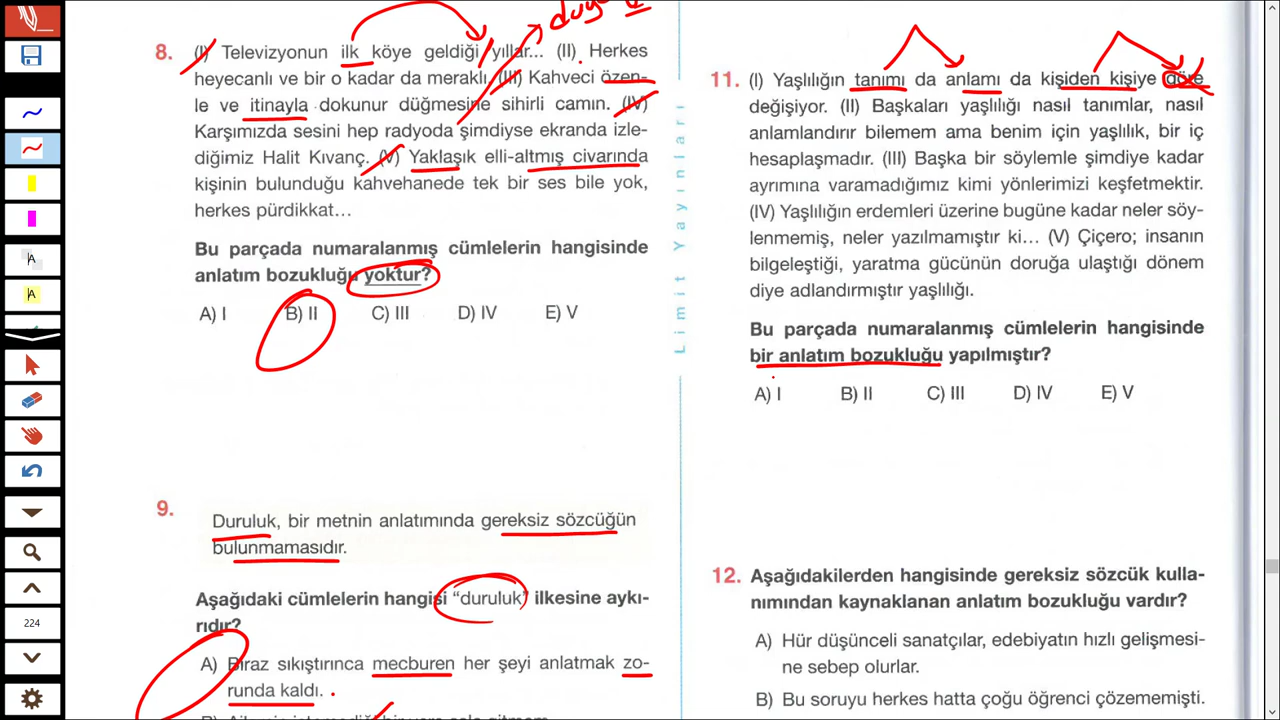 8. (I) Televizyonun ilk köye geldiği yıllar... (II) Herkes
heyecanlı ve bir o kadar da meraklı. (III) Kahveci özen-
le ve itinayla dokunur düğmesine sihirli camın. (IV)
Karşımızda sesini hep radyoda şimdiyse ekranda izle-
diğimiz Halit Kıvanç. (V) Yaklaşık elli-altmış civarında
kişinin bulunduğu kahvehanede tek bir ses bile yok,
herkes pürdikkat...
Bu parçada numaralanmış cümlelerin hangisinde
anlatım bozukluğu yoktur?
A) I B) II C) III D) IV E) V
9. Duruluk, bir metnin anlatımında gereksiz sözcüğün
bulunmamasıdır.
Aşağıdaki cümlelerin hangisi “duruluk” ilkesine aykı-
rıdır?
A) Biraz sıkıştırınca mecburen her şeyi anlatmak zo-
runda kaldı.
Limit Yayınları
11. (I) Yaşlılığın tanımı da anlamı da kişiden kişiye göre
değişiyor. (II) Başkaları yaşlılığı nasıl tanımlar, nasıl
anlamlandırır bilemem ama benim için yaşlılık, bir iç
hesaplaşmadır. (III) Başka bir söylemle şimdiye kadar
ayrımına varamadığımız kimi yönlerimizi keşfetmektir.
(IV) Yaşlılığın erdemleri üzerine bugüne kadar neler söy-
lenmemiş, neler yazılmamıştır ki... (V) Çiçero; insanın
bilgeleştiği, yaratma gücünün doruğa ulaştığı dönem
diye adlandırmıştır yaşlılığı.
Bu parçada numaralanmış cümlelerin hangisinde
bir anlatım bozukluğu yapılmıştır?
A) I B) II C) III D) IV E) V
12. Aşağıdakilerden hangisinde gereksiz sözcük kulla-
nımından kaynaklanan anlatım bozukluğu vardır?
A) Hür düşünceli sanatçılar, edebiyatın hızlı gelişmesi-
ne sebep olurlar.
B) Bu soruyu herkes hatta çoğu öğrenci çözememişti.
A
A
224